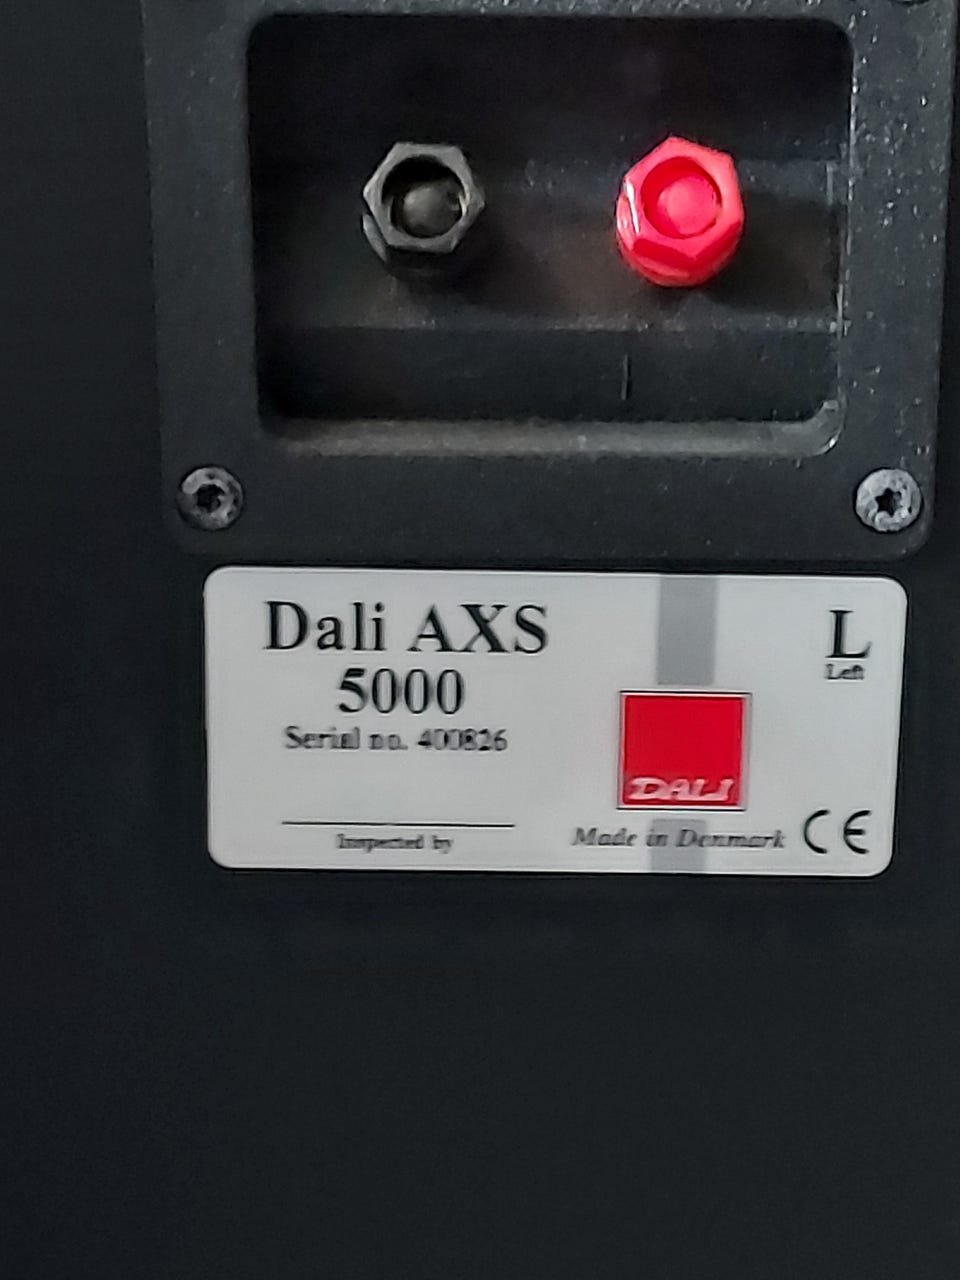 Dali AXS
5000
Serial no. 400826
Inspected by
L
Left
DALI
Made in Denmark
CE